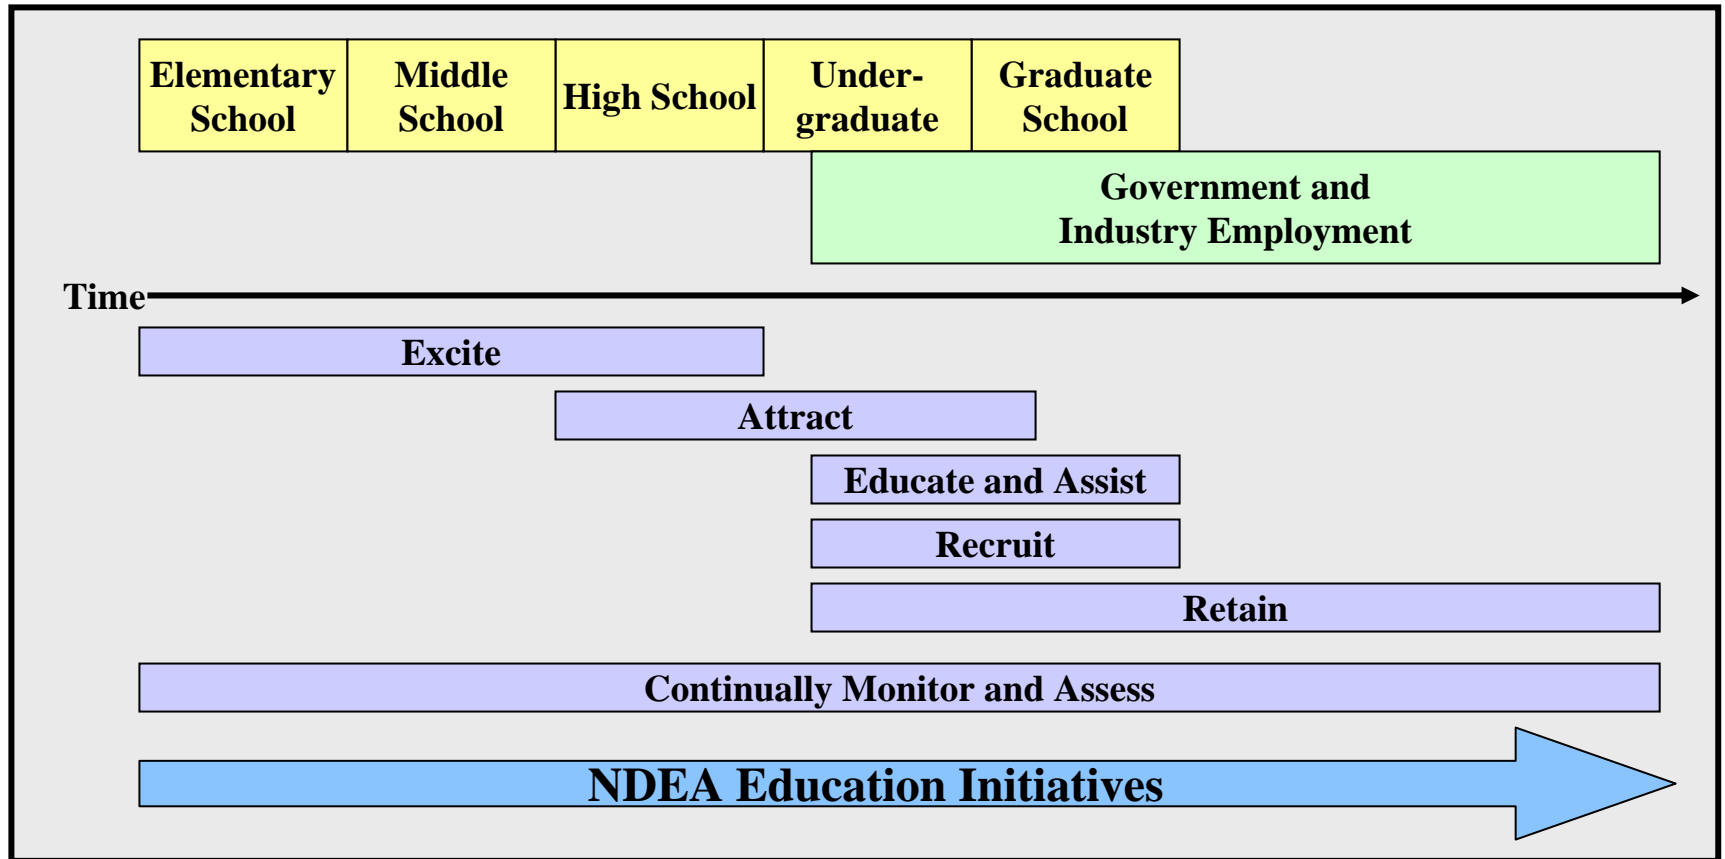 Elementary
School
Middle
School
High School
Under-
graduate
Graduate
School
Government and
Industry Employment
Time
Excite
Attract
Educate and Assist
Recruit
Retain
Continually Monitor and Assess
NDEA Education Initiatives